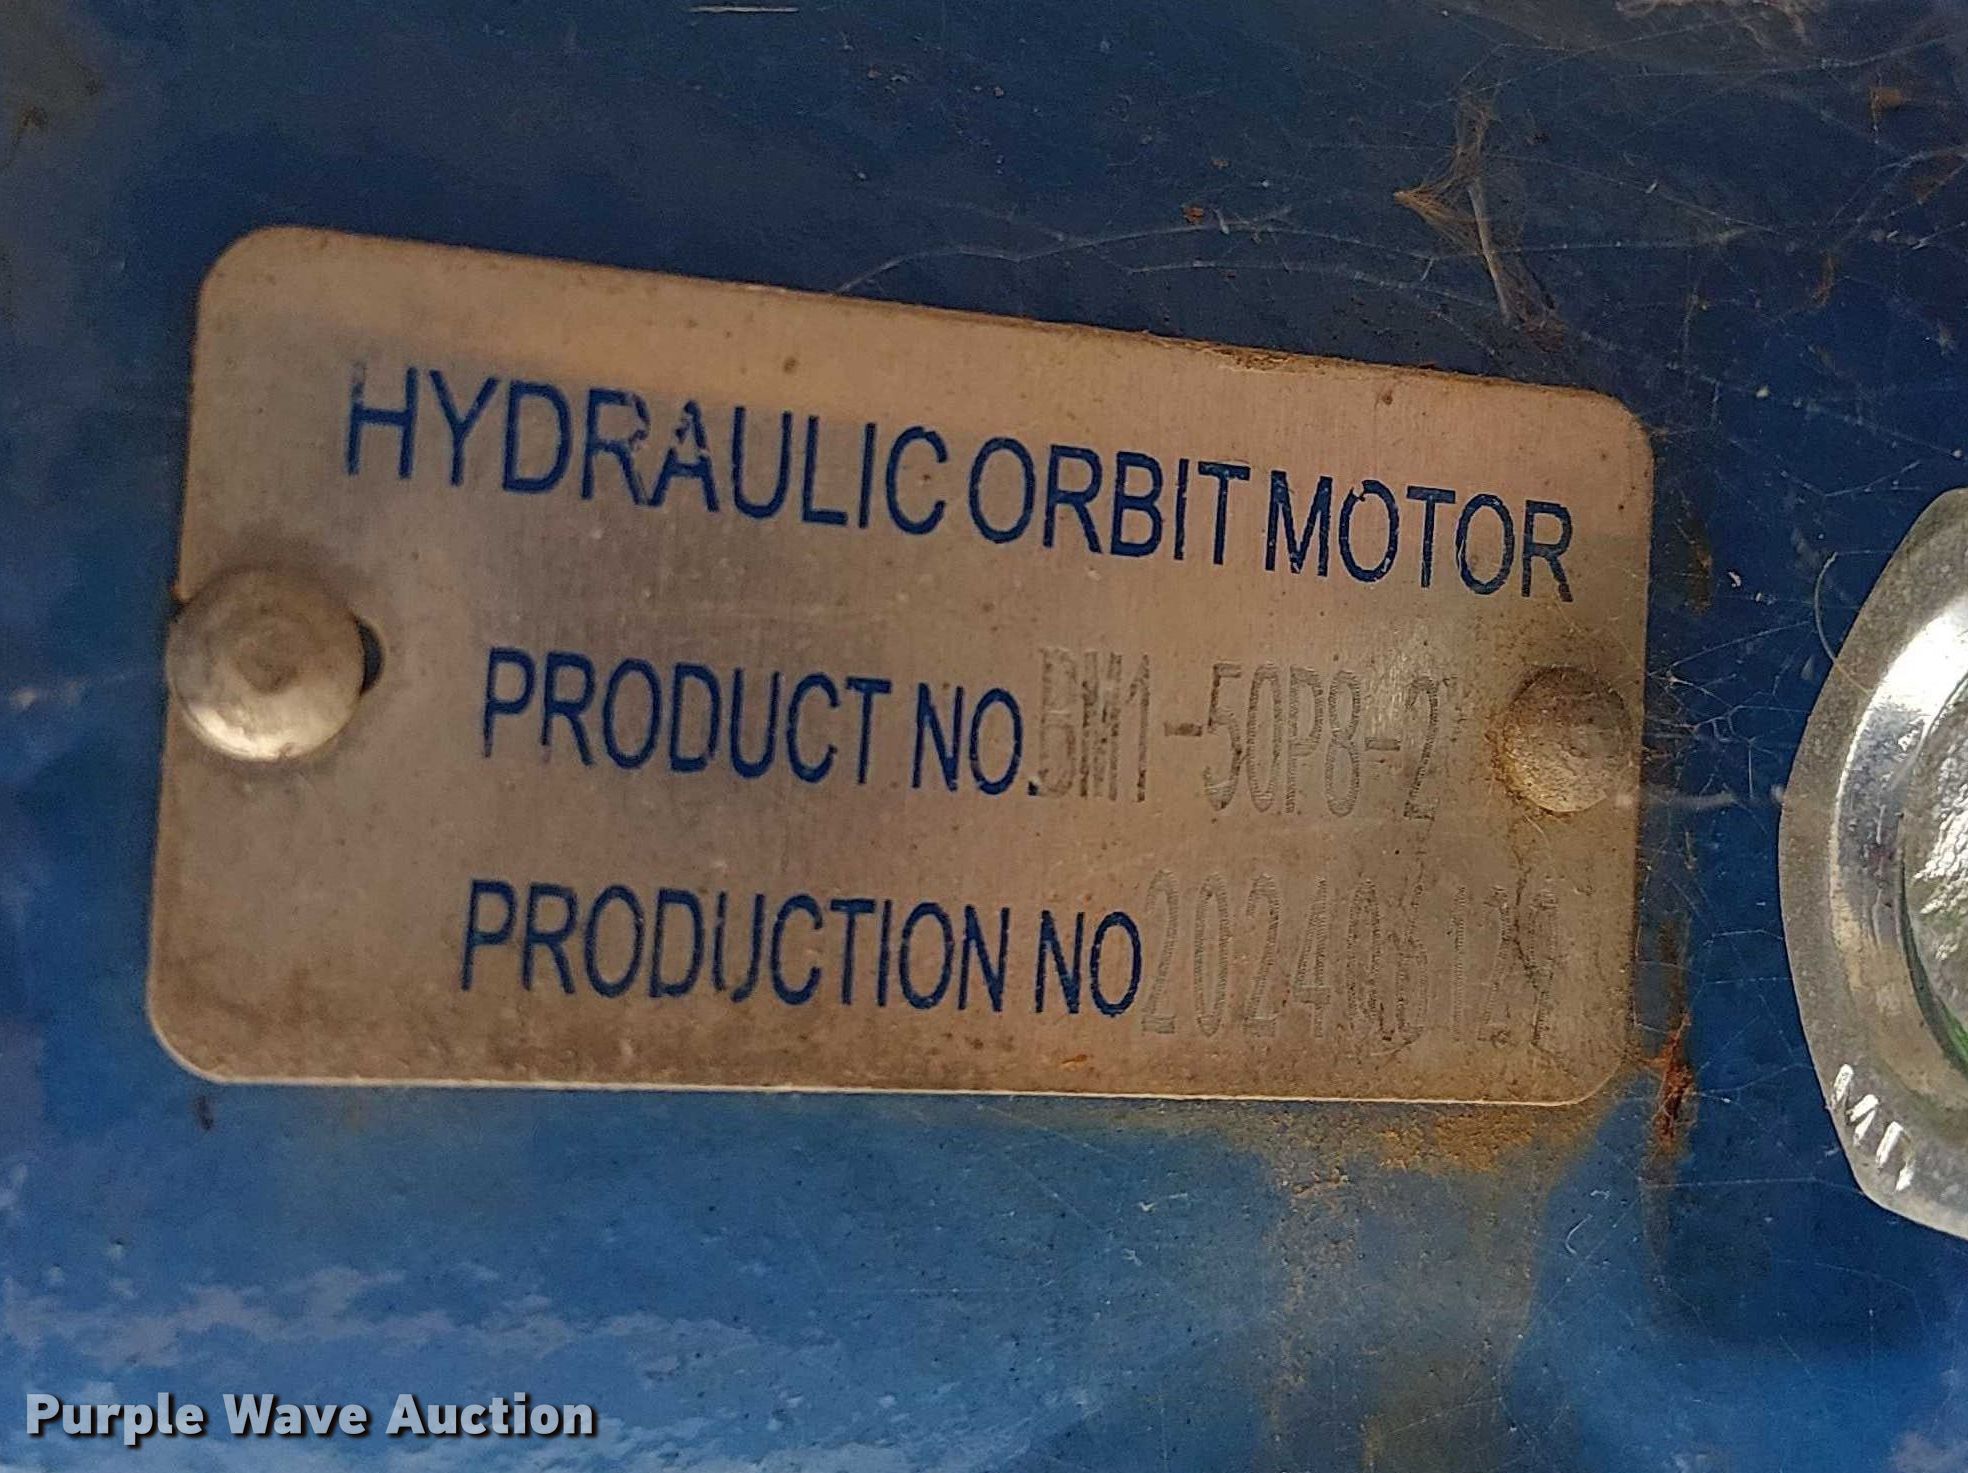 HYDRAULIC ORBIT MOTOR
PRODUCT NO. BM1-50P8-2
PRODUCTION NO
Purple Wave Auction